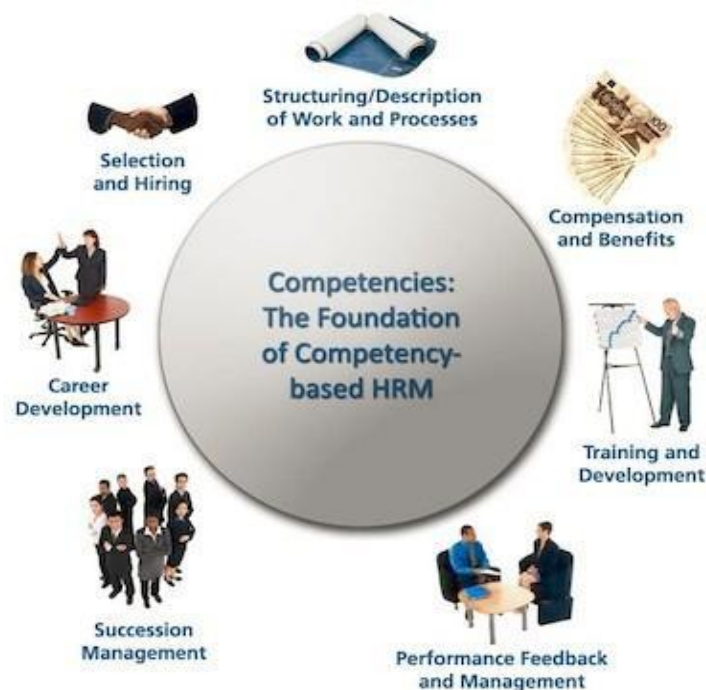 Structuring/Description
of Work and Processes
Selection
and Hiring
Compensation
and Benefits
Competencies:
The Foundation
of Competency-
based HRM
Career
Development
Training and
Development
Succession
Management
Performance Feedback
and Management